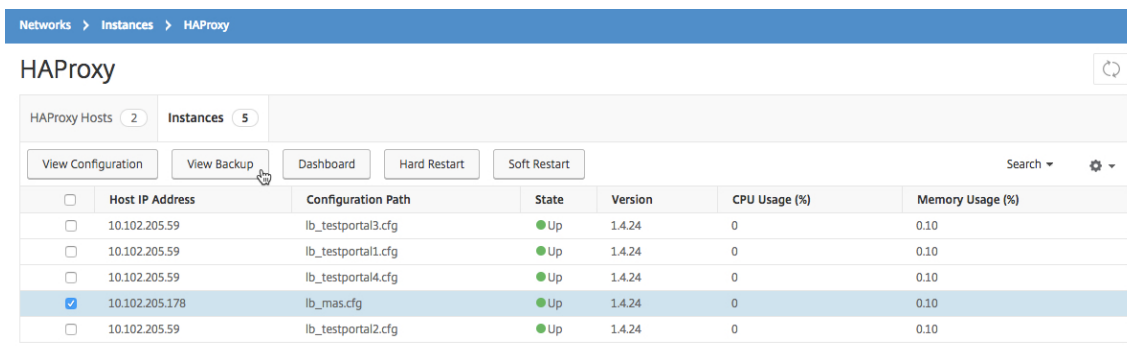 Networks > Instances > HAProxy
HAProxy
HAProxy Hosts 2 Instances 5
View Configuration View Backup Dashboard Hard Restart Soft Restart Search
Host IP Address Configuration Path State Version CPU Usage (%) Memory Usage (%)
10.102.205.59 lb_testportal3.cfg Up 1.4.24 0 0.10
10.102.205.59 lb_testportal1.cfg Up 1.4.24 0 0.10
10.102.205.59 lb_testportal4.cfg Up 1.4.24 0 0.10
10.102.205.178 lb_mas.cfg Up 1.4.24 0 0.10
10.102.205.59 lb_testportal2.cfg Up 1.4.24 0 0.10